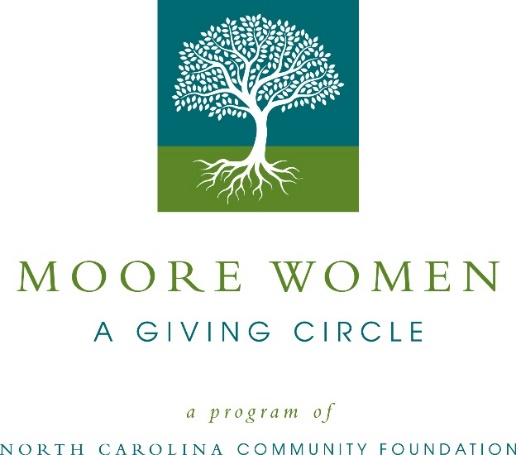 MOORE WOMEN
A GIVING CIRCLE
a program of
NORTH CAROLINA COMMUNITY FOUNDATION